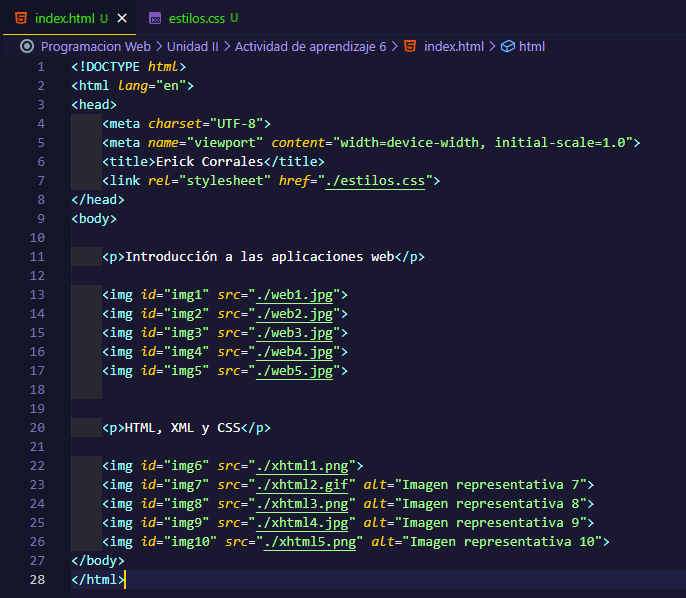 index.html U × estilos.css U
Programacion Web > Unidad II > Actividad de aprendizaje 6 > index.html > html
1 <!DOCTYPE html>
2 <html lang="en">
3 <head>
4 <meta charset="UTF-8">
5 <meta name="viewport" content="width=device-width, initial-scale=1.0">
6 <title>Erick Corrales</title>
7 <link rel="stylesheet" href="./estilos.css">
8 </head>
9 <body>
10
11 <p>Introducción a las aplicaciones web</p>
12
13 <img id="img1" src="./web1.jpg">
14 <img id="img2" src="./web2.jpg">
15 <img id="img3" src="./web3.jpg">
16 <img id="img4" src="./web4.jpg">
17 <img id="img5" src="./web5.jpg">
18
19
20 <p>HTML, XML y CSS</p>
21
22 <img id="img6" src="./xhtml1.png">
23 <img id="img7" src="./xhtml2.gif" alt="Imagen representativa 7">
24 <img id="img8" src="./xhtml3.png" alt="Imagen representativa 8">
25 <img id="img9" src="./xhtml4.jpg" alt="Imagen representativa 9">
26 <img id="img10" src="./xhtml5.png" alt="Imagen representativa 10">
27 </body>
28 </html>